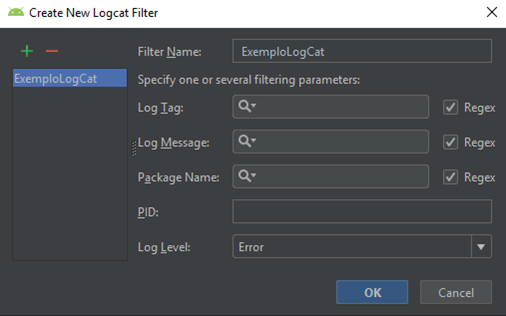 Create New Logcat Filter
Filter Name: ExemploLogCat
ExemploLogCat
Specify one or several filtering parameters:
Log Tag: Regex
Log Message: Regex
Package Name: Regex
PID:
Log Level: Error
OK Cancel